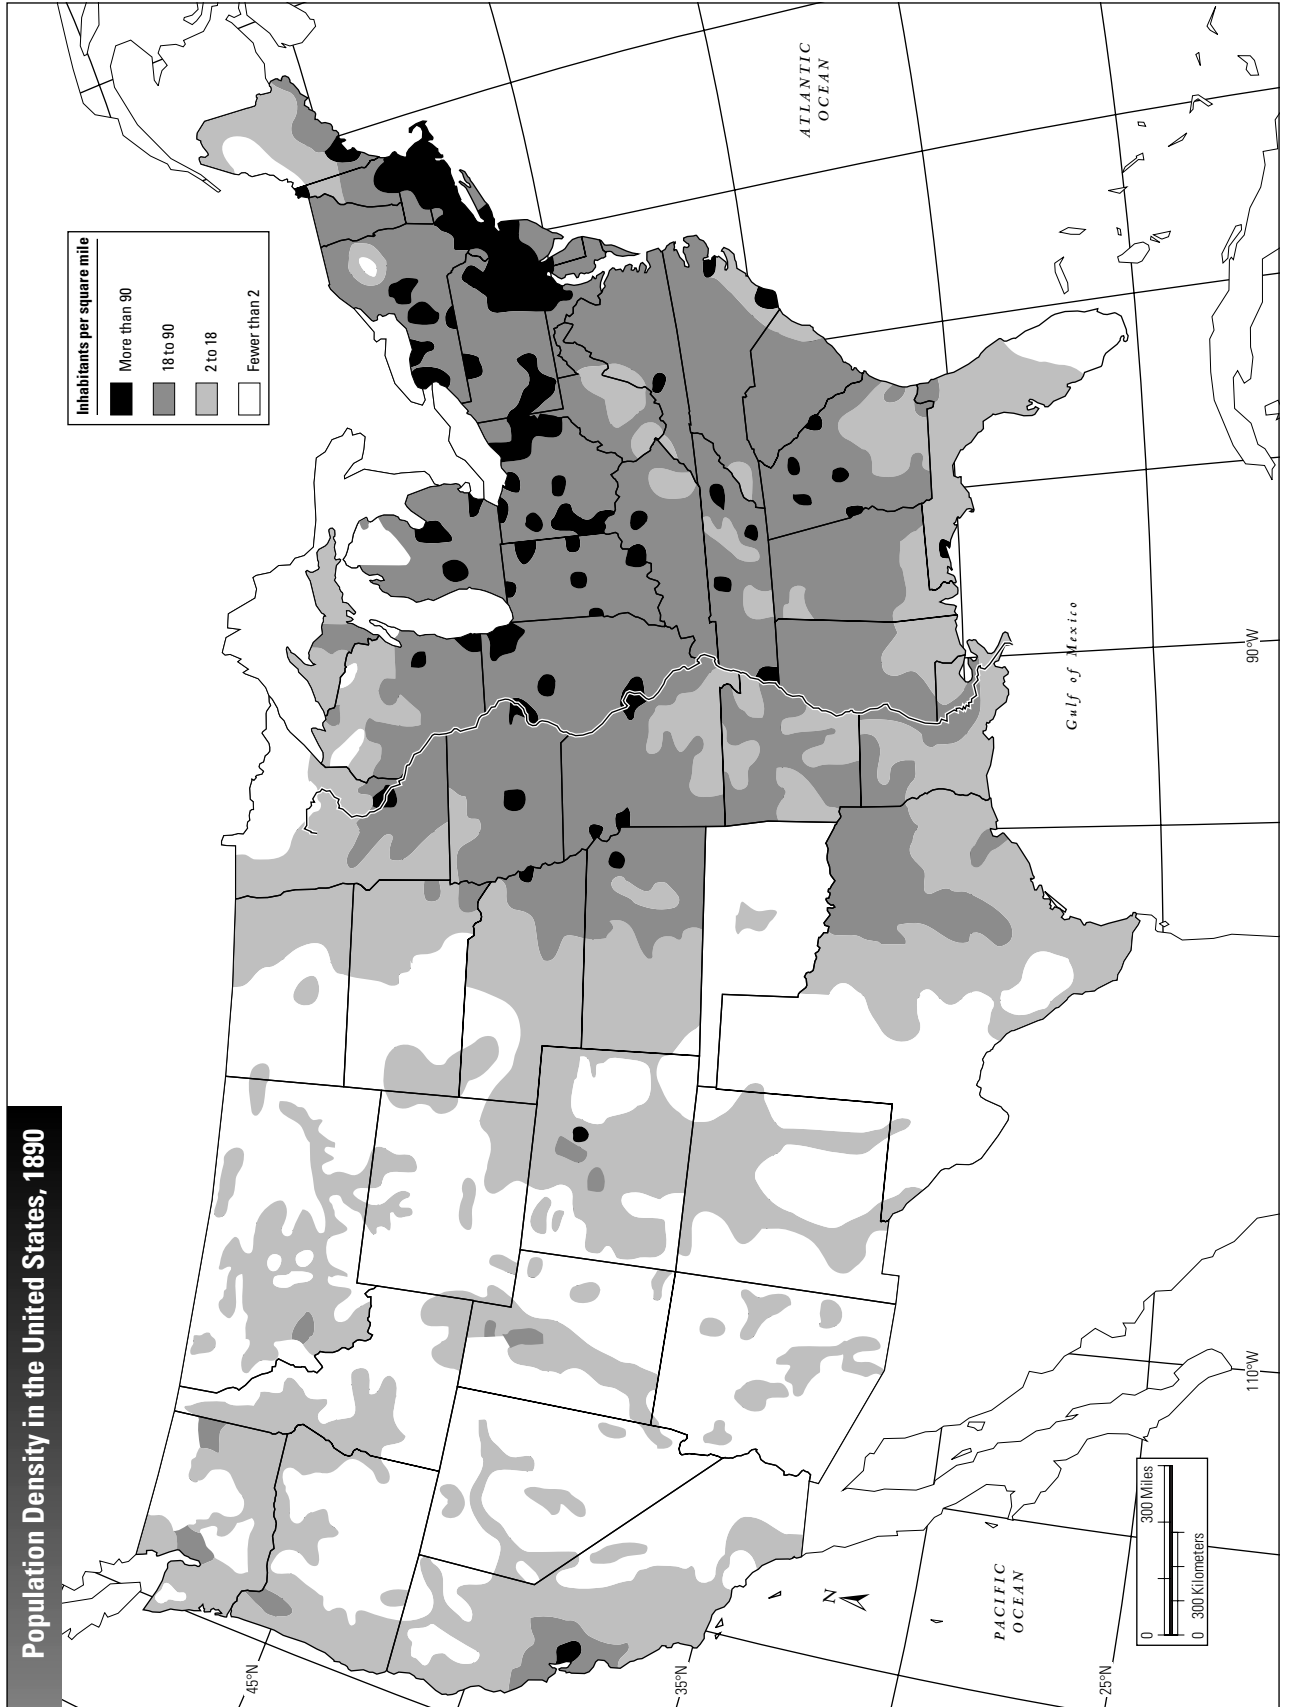 Population Density in the United States, 1890
Inhabitants per square mile
More than 90
18 to 90
2 to 18
Fewer than 2
ATLANTIC
OCEAN
Gulf of Mexico
90°W
110°W
45°N
35°N
25°N
N
PACIFIC
OCEAN
0 300 Miles
0 300 Kilometers